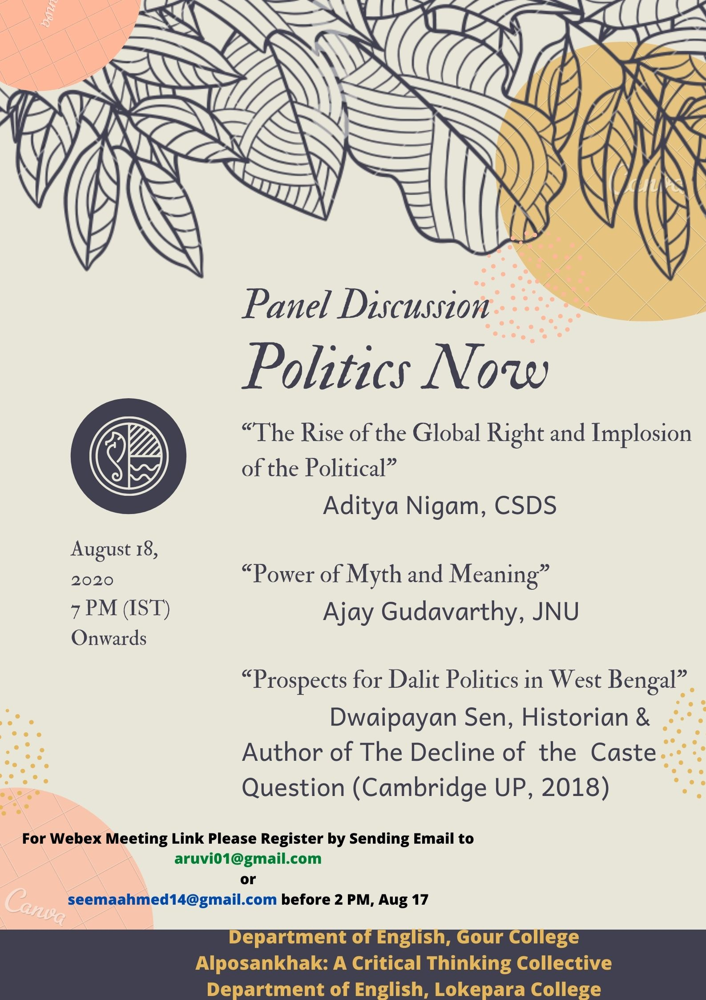 Canva
Canva
Panel Discussion
Politics Now
“The Rise of the Global Right and Implosion
of the Political”
Aditya Nigam, CSDS
August 18,
2020
7 PM (IST)
Onwards
“Power of Myth and Meaning”
Ajay Gudavarthy, JNU
“Prospects for Dalit Politics in West Bengal”
Dwaipayan Sen, Historian &
Author of The Decline of the Caste
Question (Cambridge UP, 2018)
For Webex Meeting Link Please Register by Sending Email to
aruvi01@gmail.com
or
seemaahmed14@gmail.com before 2 PM, Aug 17
Canva
Department of English, Gour College
Alposankhak: A Critical Thinking Collective
Department of English, Lokepara College